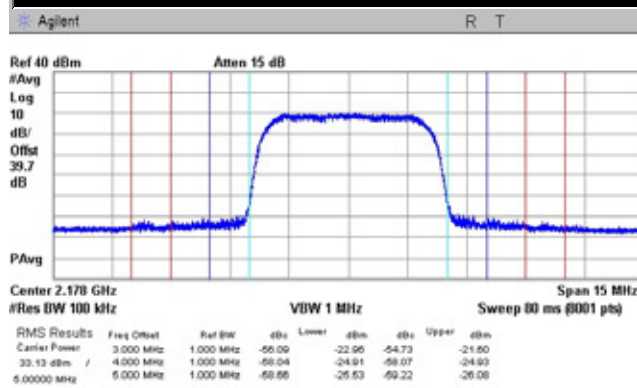 Agilent R T
Ref 40 dBm Atten 15 dB
#Avg
Log
10
dB/
Offst
39.7
dB
PAvg
Center 2.178 GHz Span 15 MHz
#Res BW 100 kHz VBW 1 MHz Sweep 80 ms (8001 pts)
RMS Results Freq Offset Ref BW dBc Lower dBm dBc Upper dBm
Carrier Power 3.000 MHz 1.000 MHz -56.09 -22.96 -54.73 -21.60
33.13 dBm / 4.000 MHz 1.000 MHz -58.04 -24.91 -58.07 -24.93
5.00000 MHz 5.000 MHz 1.000 MHz -58.66 -25.53 -59.22 -26.08